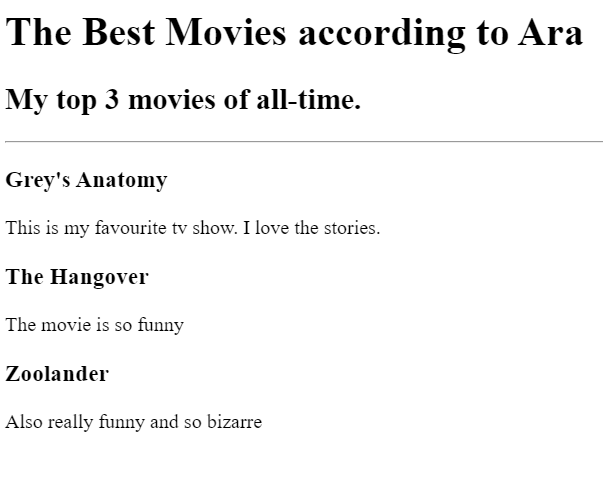 The Best Movies according to Ara
My top 3 movies of all-time.
Grey's Anatomy
This is my favourite tv show. I love the stories.
The Hangover
The movie is so funny
Zoolander
Also really funny and so bizarre